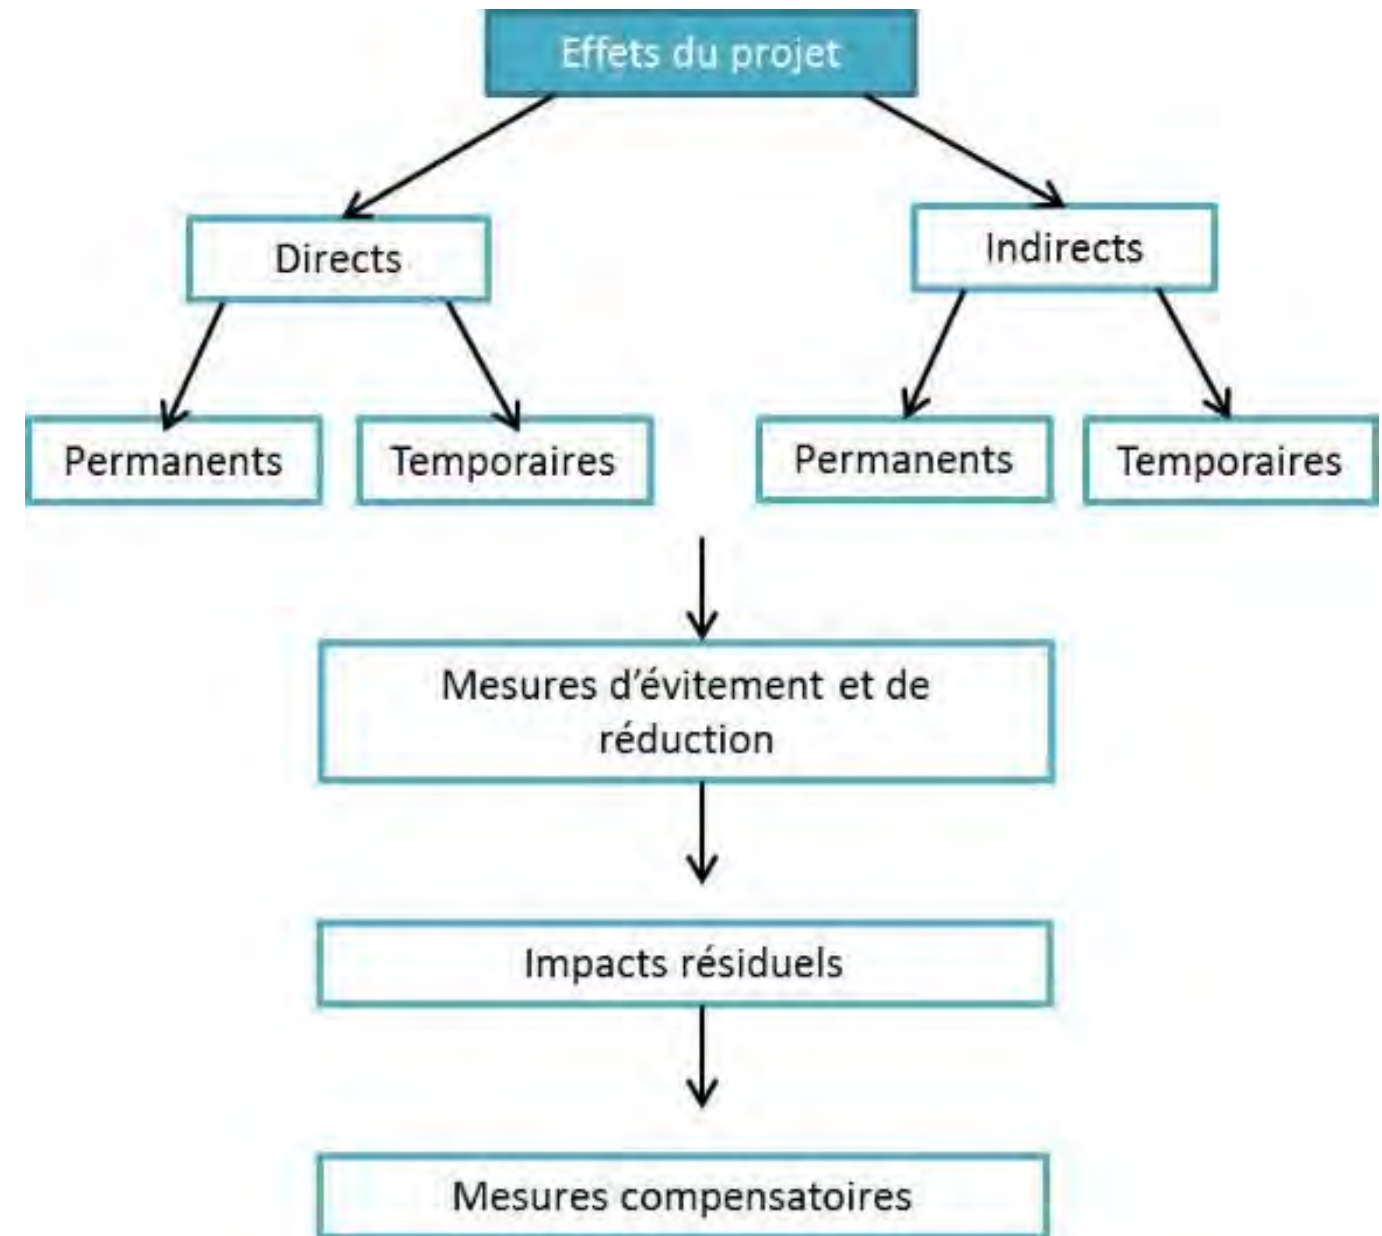 Effets du projet
Directs
Indirects
Permanents
Temporaires
Permanents
Temporaires
Mesures d’évitement et de
réduction
Impacts résiduels
Mesures compensatoires